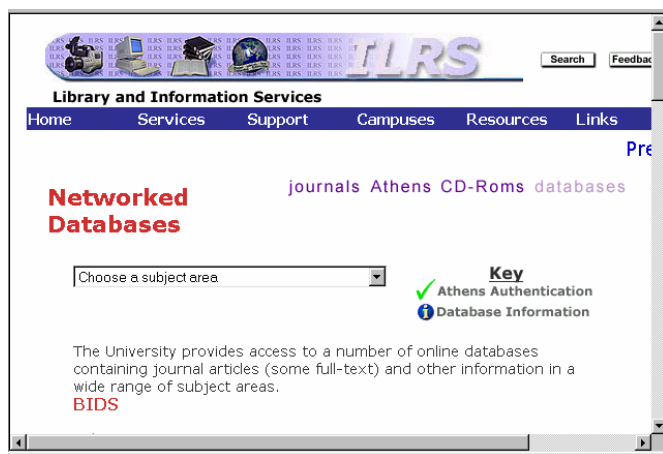 ILRS
Search Feedbac
Library and Information Services
Home Services Support Campuses Resources Links
Pre
journals Athens CD-Roms databases
Networked
Databases
Choose a subject area
Key
Athens Authentication
Database Information
The University provides access to a number of online databases
containing journal articles (some full-text) and other information in a
wide range of subject areas.
BIDS